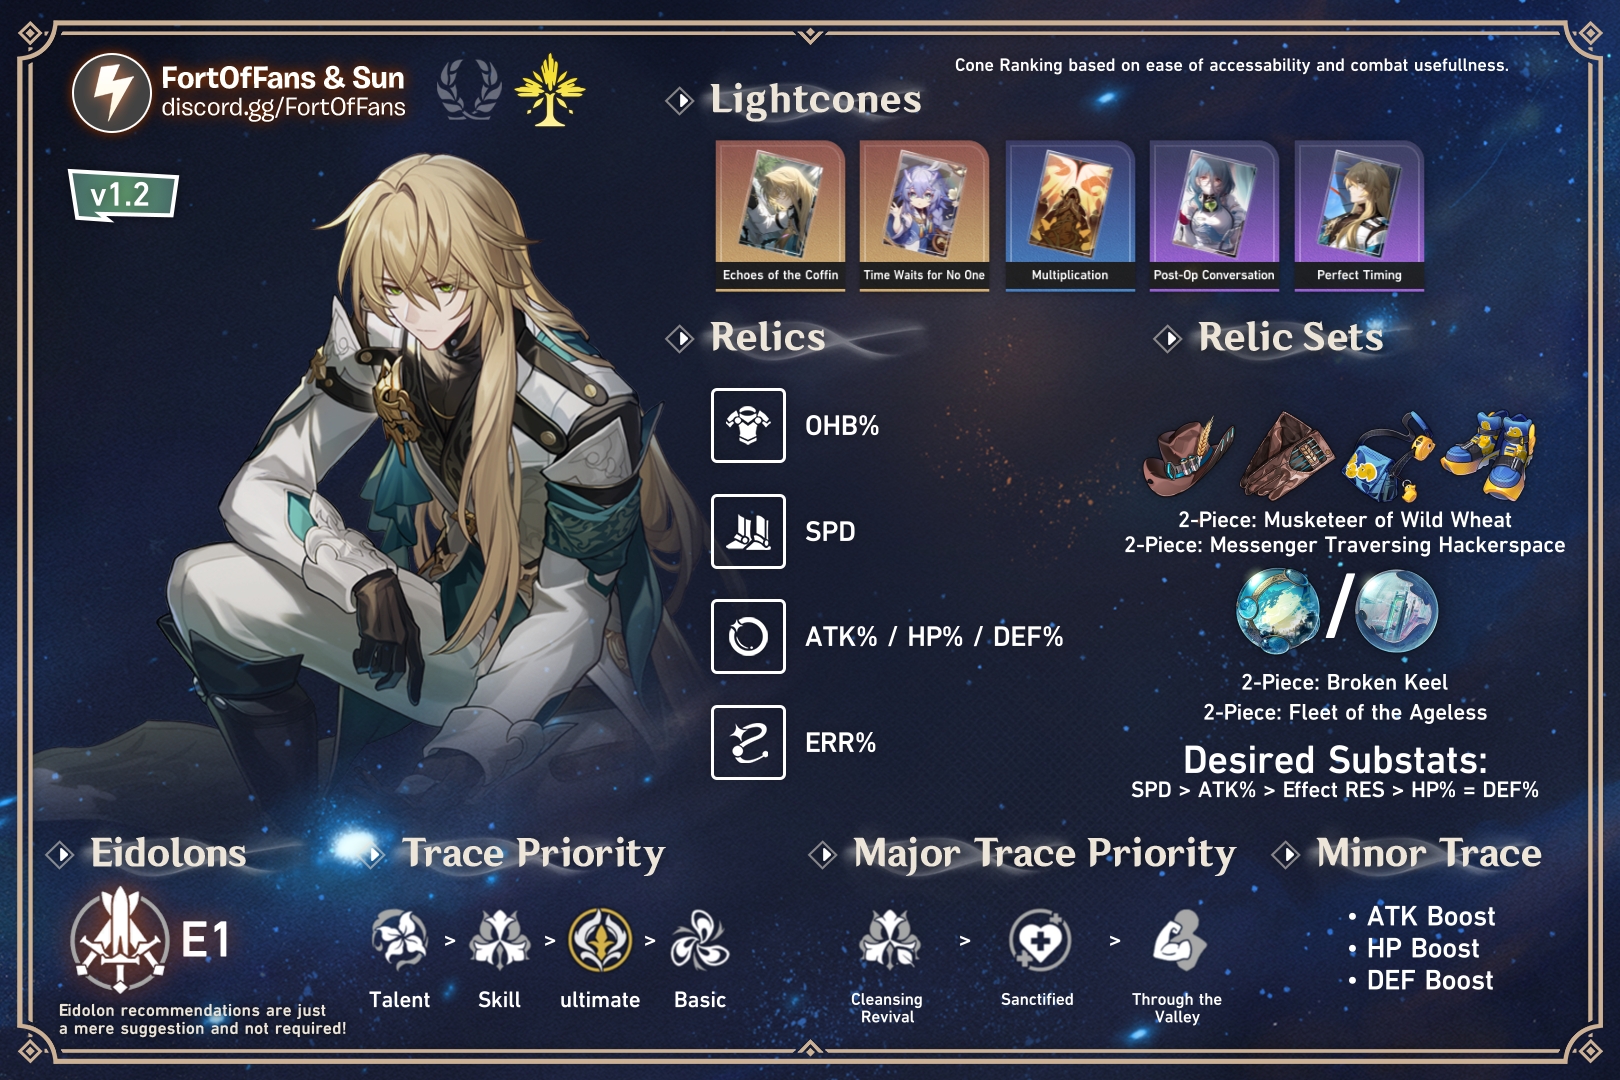 FortOfFans & Sun
discord.gg/FortOfFans
v1.2
Cone Ranking based on ease of accessability and combat usefullness.
Lightcones
Echoes of the Coffin
Time Waits for No One
Multiplication
Post-Op Conversation
Perfect Timing
Relics
OHB%
SPD
ATK% / HP% / DEF%
ERR%
Relic Sets
2-Piece: Musketeer of Wild Wheat
2-Piece: Messenger Traversing Hackerspace
/
2-Piece: Broken Keel
2-Piece: Fleet of the Ageless
Desired Substats:
SPD > ATK% > Effect RES > HP% = DEF%
Eidolons
E1
Eidolon recommendations are just
a mere suggestion and not required!
Trace Priority
> > >
Talent Skill ultimate Basic
Major Trace Priority
> >
Cleansing
Revival
Sanctified
Through the
Valley
Minor Trace
• ATK Boost
• HP Boost
• DEF Boost